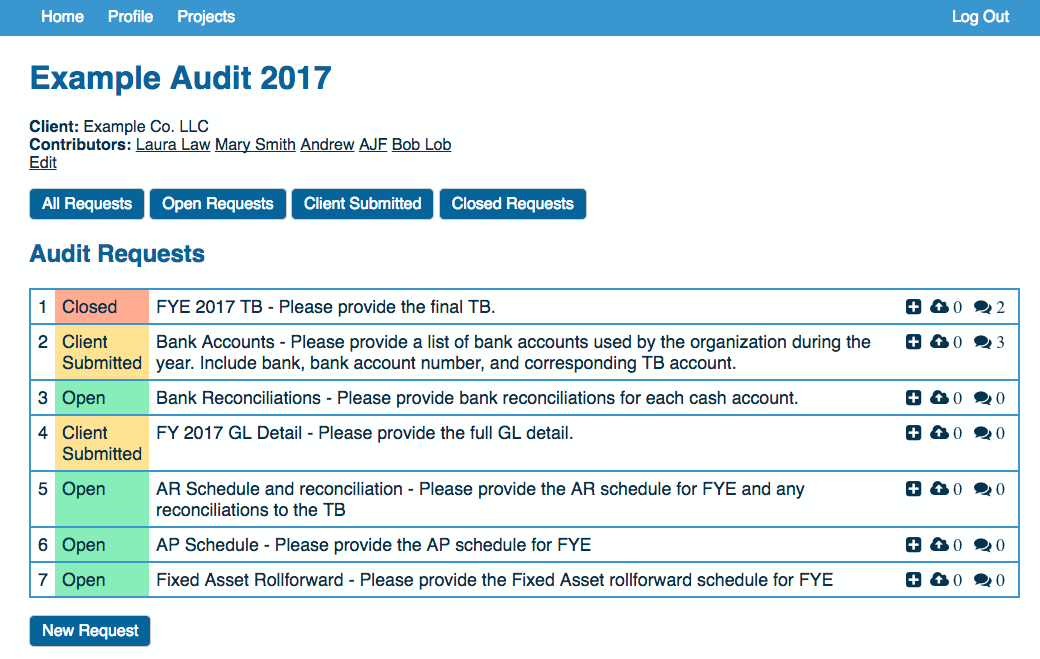 Home Profile Projects Log Out
Example Audit 2017
Client: Example Co. LLC
Contributors: Laura Law Mary Smith Andrew AJF Bob Lob
Edit
All Requests Open Requests Client Submitted Closed Requests
Audit Requests
1 Closed FYE 2017 TB - Please provide the final TB. 0 2
2 Client Bank Accounts - Please provide a list of bank accounts used by the organization during the 0 3
Submitted year. Include bank, bank account number, and corresponding TB account.
3 Open Bank Reconciliations - Please provide bank reconciliations for each cash account. 0 0
4 Client FY 2017 GL Detail - Please provide the full GL detail. 0 0
Submitted
5 Open AR Schedule and reconciliation - Please provide the AR schedule for FYE and any 0 0
reconciliations to the TB
6 Open AP Schedule - Please provide the AP schedule for FYE 0 0
7 Open Fixed Asset Rollforward - Please provide the Fixed Asset rollforward schedule for FYE 0 0
New Request